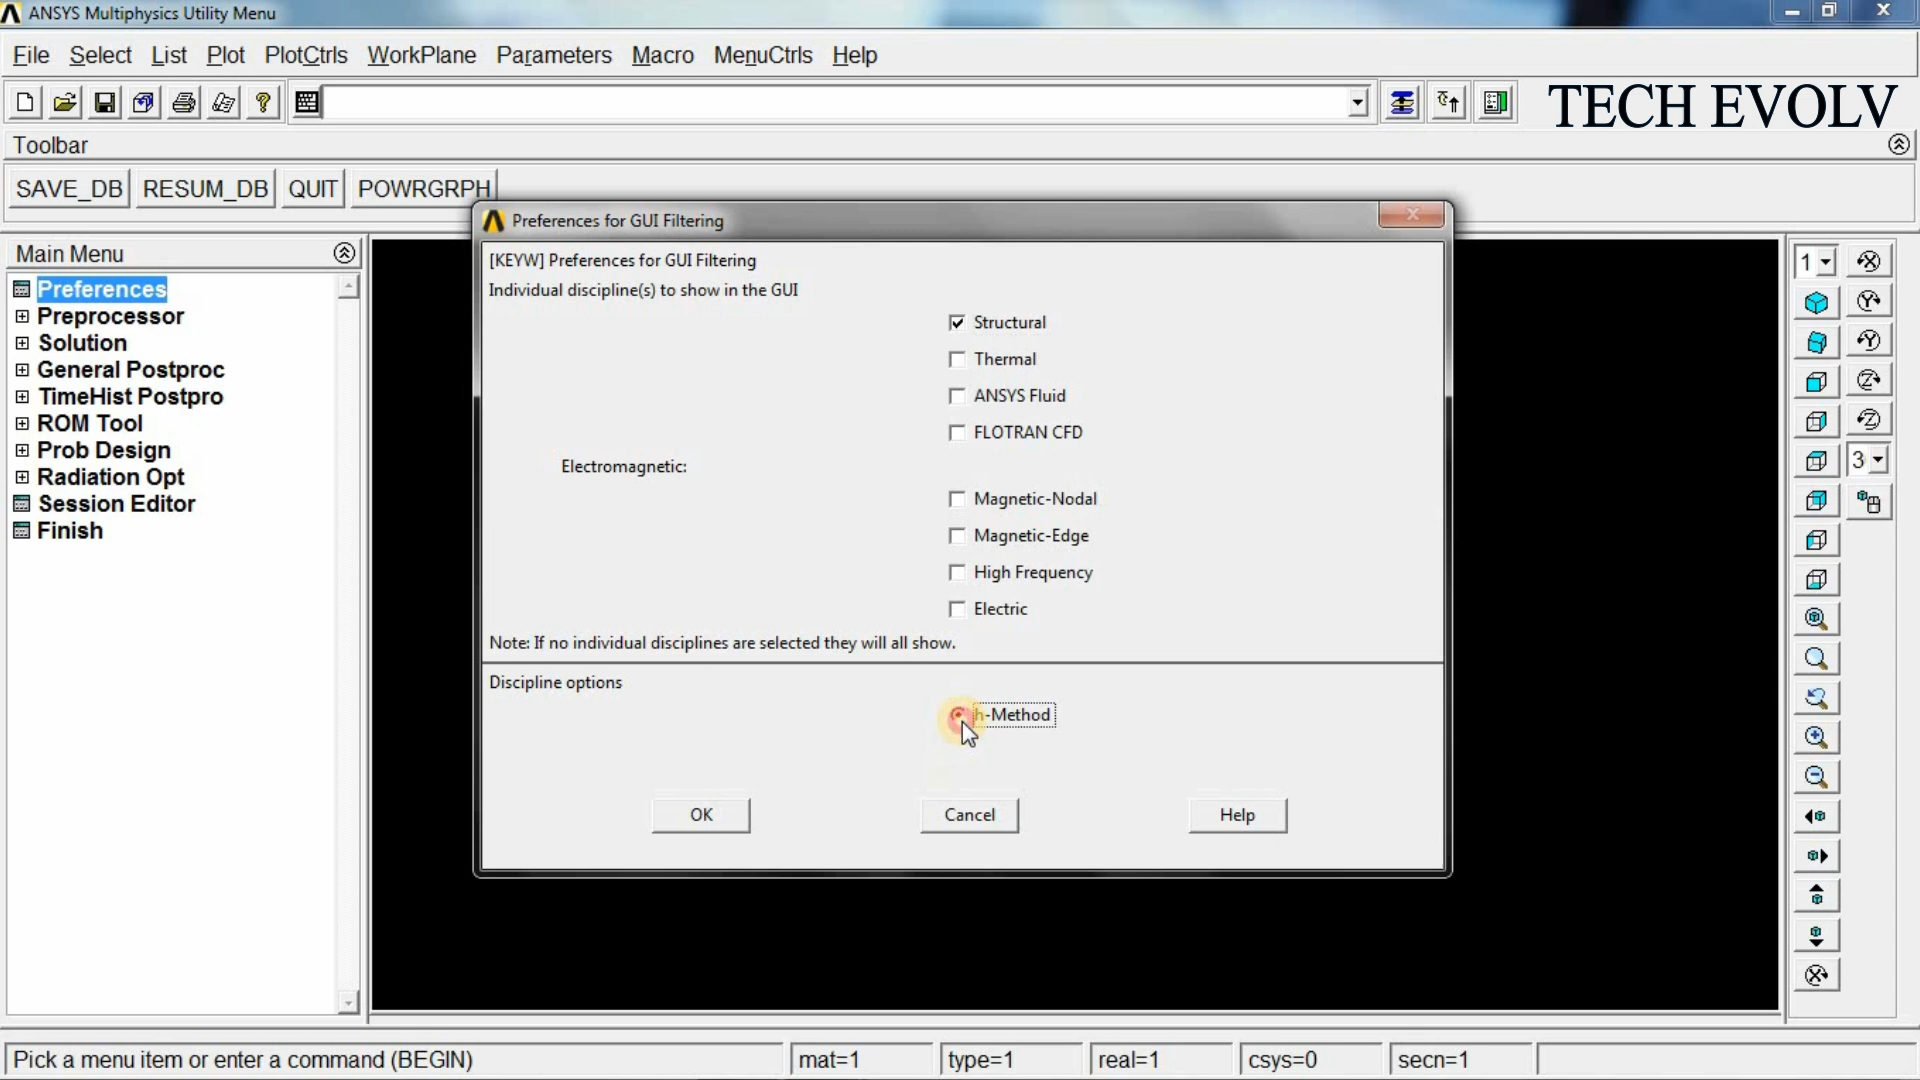 ANSYS Multiphysics Utility Menu
File Select List Plot PlotCtrls WorkPlane Parameters Macro MenuCtrls Help
TECH EVOLV
Toolbar
SAVE_DB RESUM_DB QUIT POWRGRPH
Preferences for GUI Filtering
Main Menu
Preferences
Preprocessor
Solution
General Postproc
TimeHist Postpro
ROM Tool
Prob Design
Radiation Opt
Session Editor
Finish
[KEYW] Preferences for GUI Filtering
Individual discipline(s) to show in the GUI
Structural
Thermal
ANSYS Fluid
FLOTRAN CFD
Electromagnetic:
Magnetic-Nodal
Magnetic-Edge
High Frequency
Electric
Note: If no individual disciplines are selected they will all show.
Discipline options
h-Method
OK Cancel Help
1
3
Pick a menu item or enter a command (BEGIN) mat=1 type=1 real=1 csys=0 secn=1